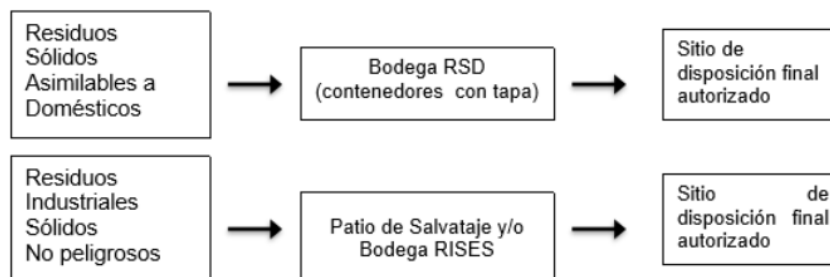 Residuos
Sólidos
Asimilables a
Domésticos
Bodega RSD
(contenedores con tapa)
Sitio de
disposición final
autorizado
Residuos
Industriales
Sólidos
No peligrosos
Patio de Salvataje y/o
Bodega RISES
Sitio de
disposición final
autorizado